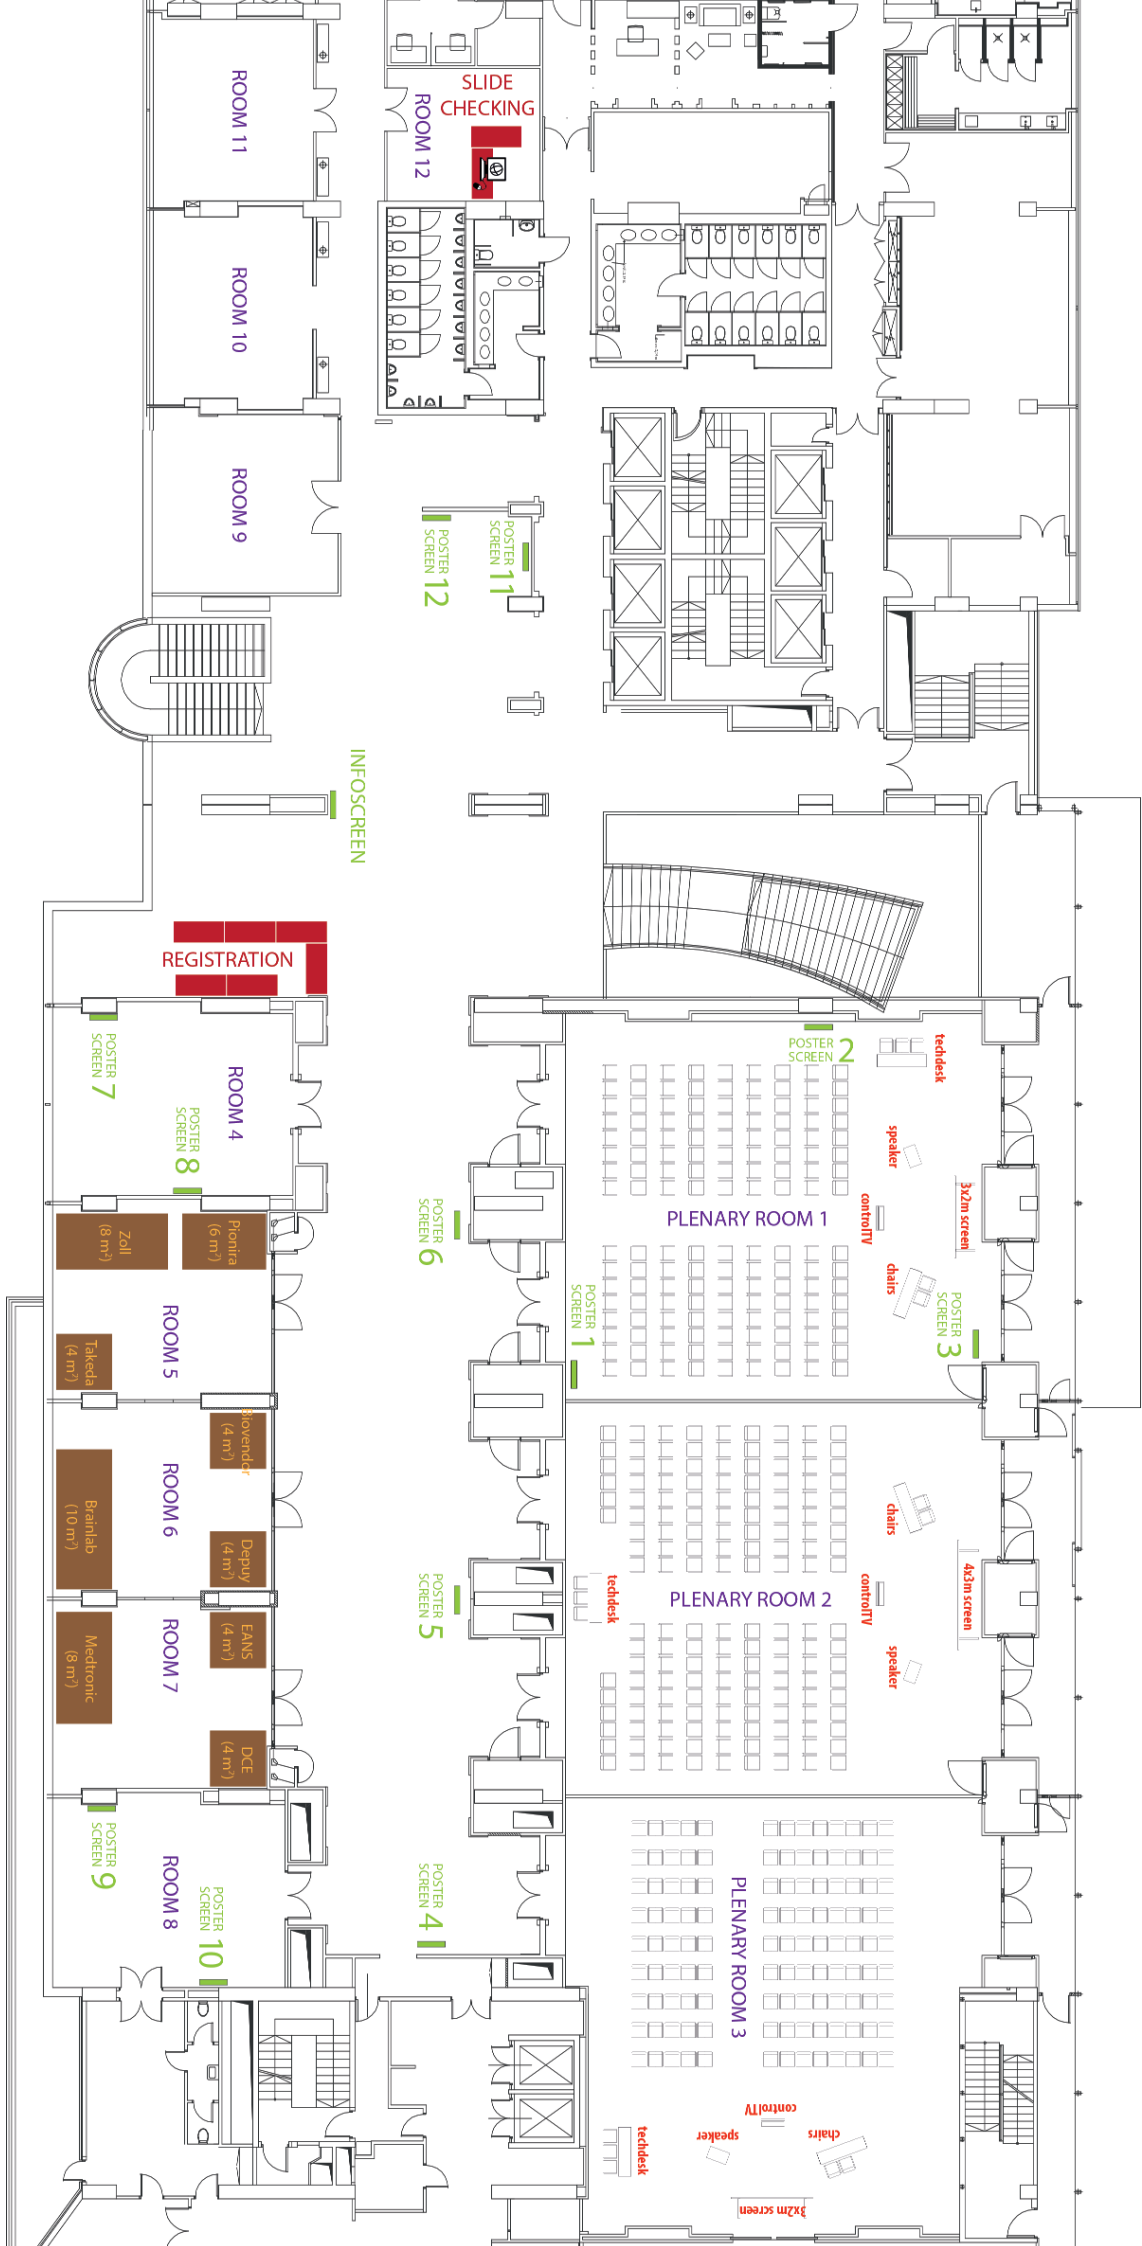 SLIDE
CHECKING
ROOM 11
ROOM 12
ROOM 10
ROOM 9
POSTER
SCREEN 12
POSTER
SCREEN 11
INFOSCREEN
REGISTRATION
POSTER
SCREEN 7
ROOM 4
POSTER
SCREEN 8
POSTER
SCREEN 2
techdesk
speaker
3x2m screen
controlTV
PLENARY ROOM 1
chairs
POSTER
SCREEN 6
POSTER
SCREEN 1
POSTER
SCREEN 3
Zoll
(8 m²)
Pionira
(6 m²)
ROOM 5
Takeda
(4 m²)
Biovendor
(4 m²)
ROOM 6
Brainlab
(10 m²)
Depuy
(4 m²)
chairs
4x3m screen
controlTV
PLENARY ROOM 2
techdesk
speaker
POSTER
SCREEN 5
EANS
(4 m²)
ROOM 7
Medtronic
(8 m²)
DCE
(4 m²)
POSTER
SCREEN 9
ROOM 8
POSTER
SCREEN 10
POSTER
SCREEN 4
PLENARY ROOM 3
controlTV
speaker
chairs
techdesk
3x2m screen